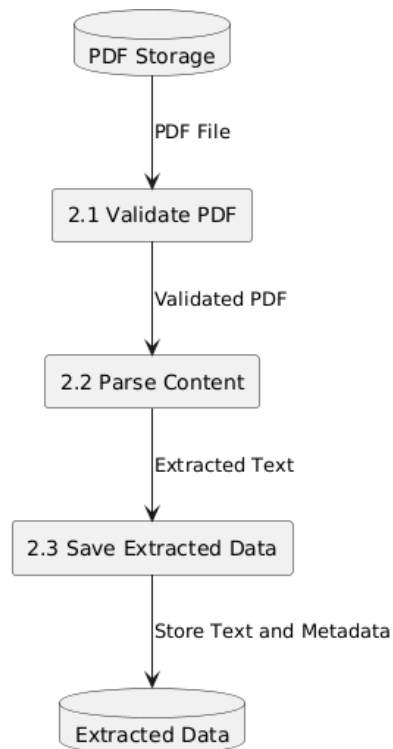 PDF Storage
PDF File
2.1 Validate PDF
Validated PDF
2.2 Parse Content
Extracted Text
2.3 Save Extracted Data
Store Text and Metadata
Extracted Data